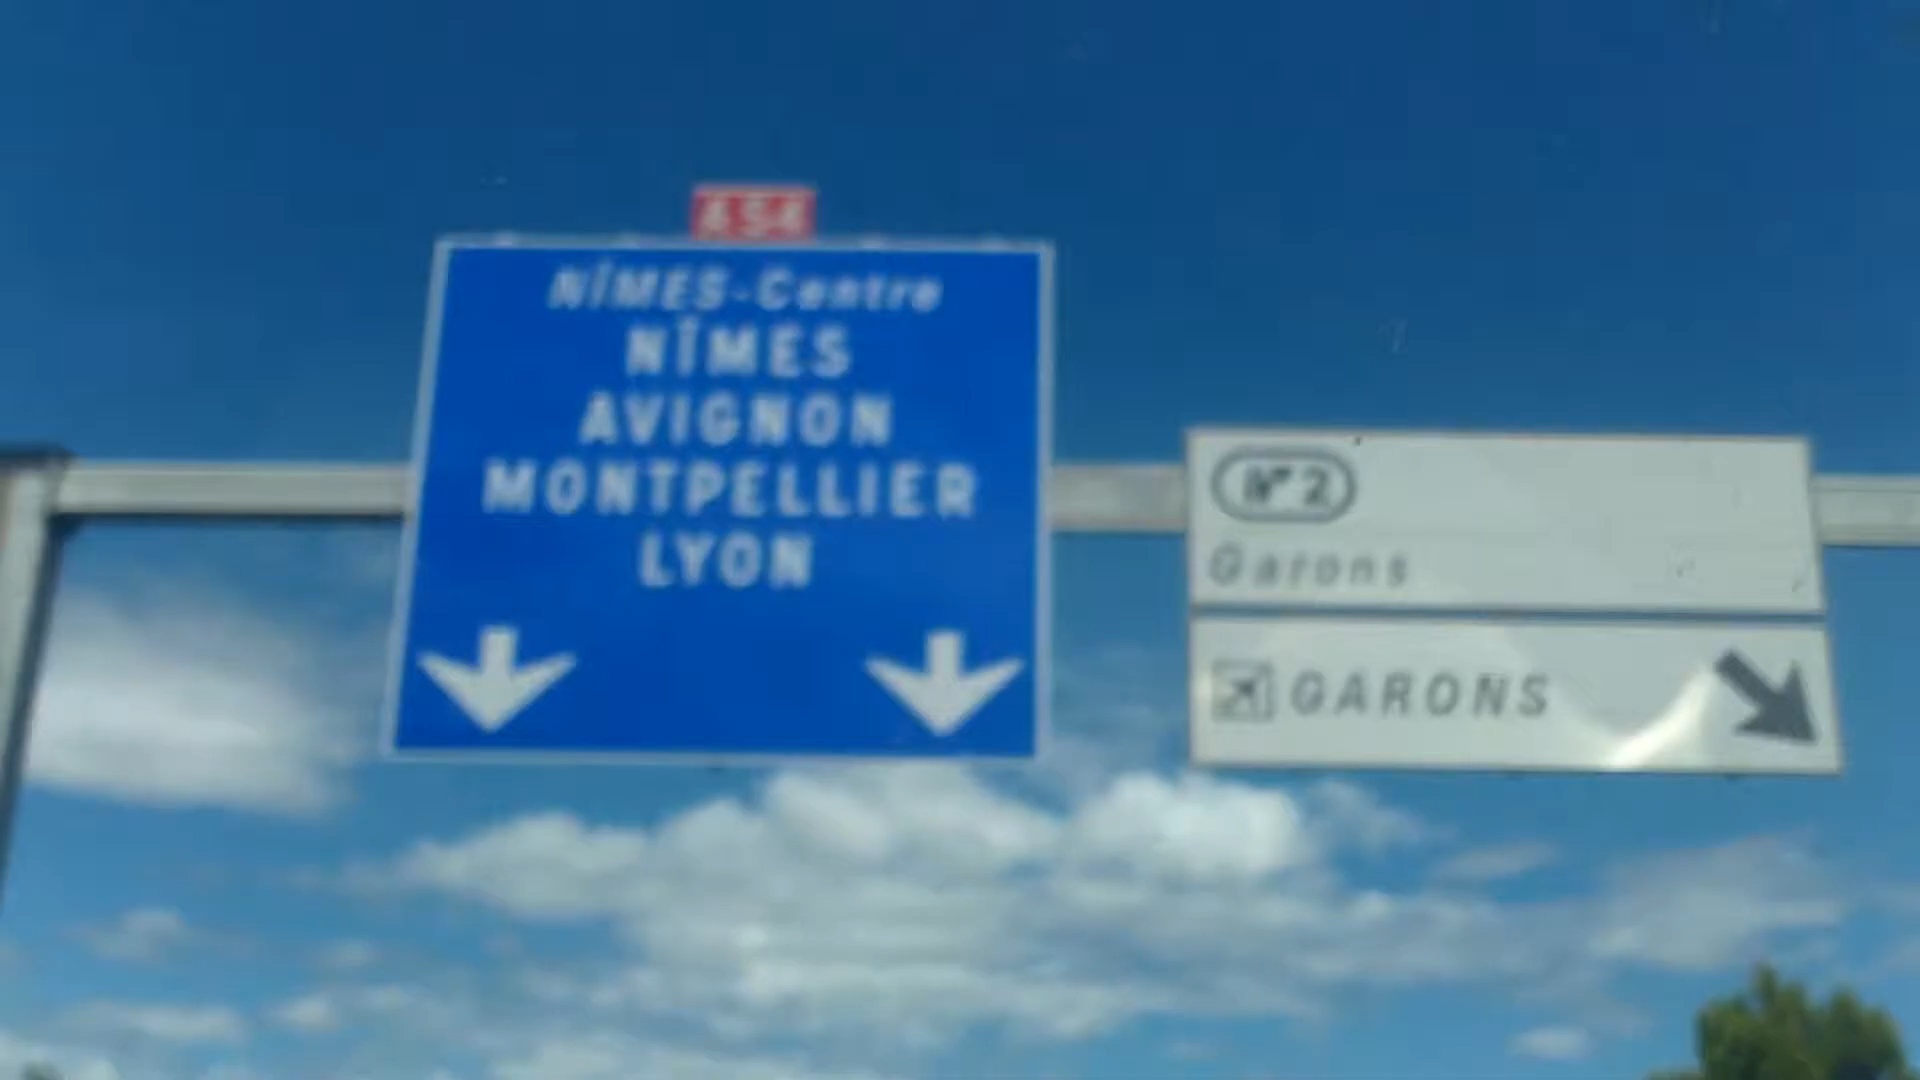 A54
NÎMES-Centre
NÎMES
AVIGNON
MONTPELLIER
LYON
N° 2
Garons
GARONS